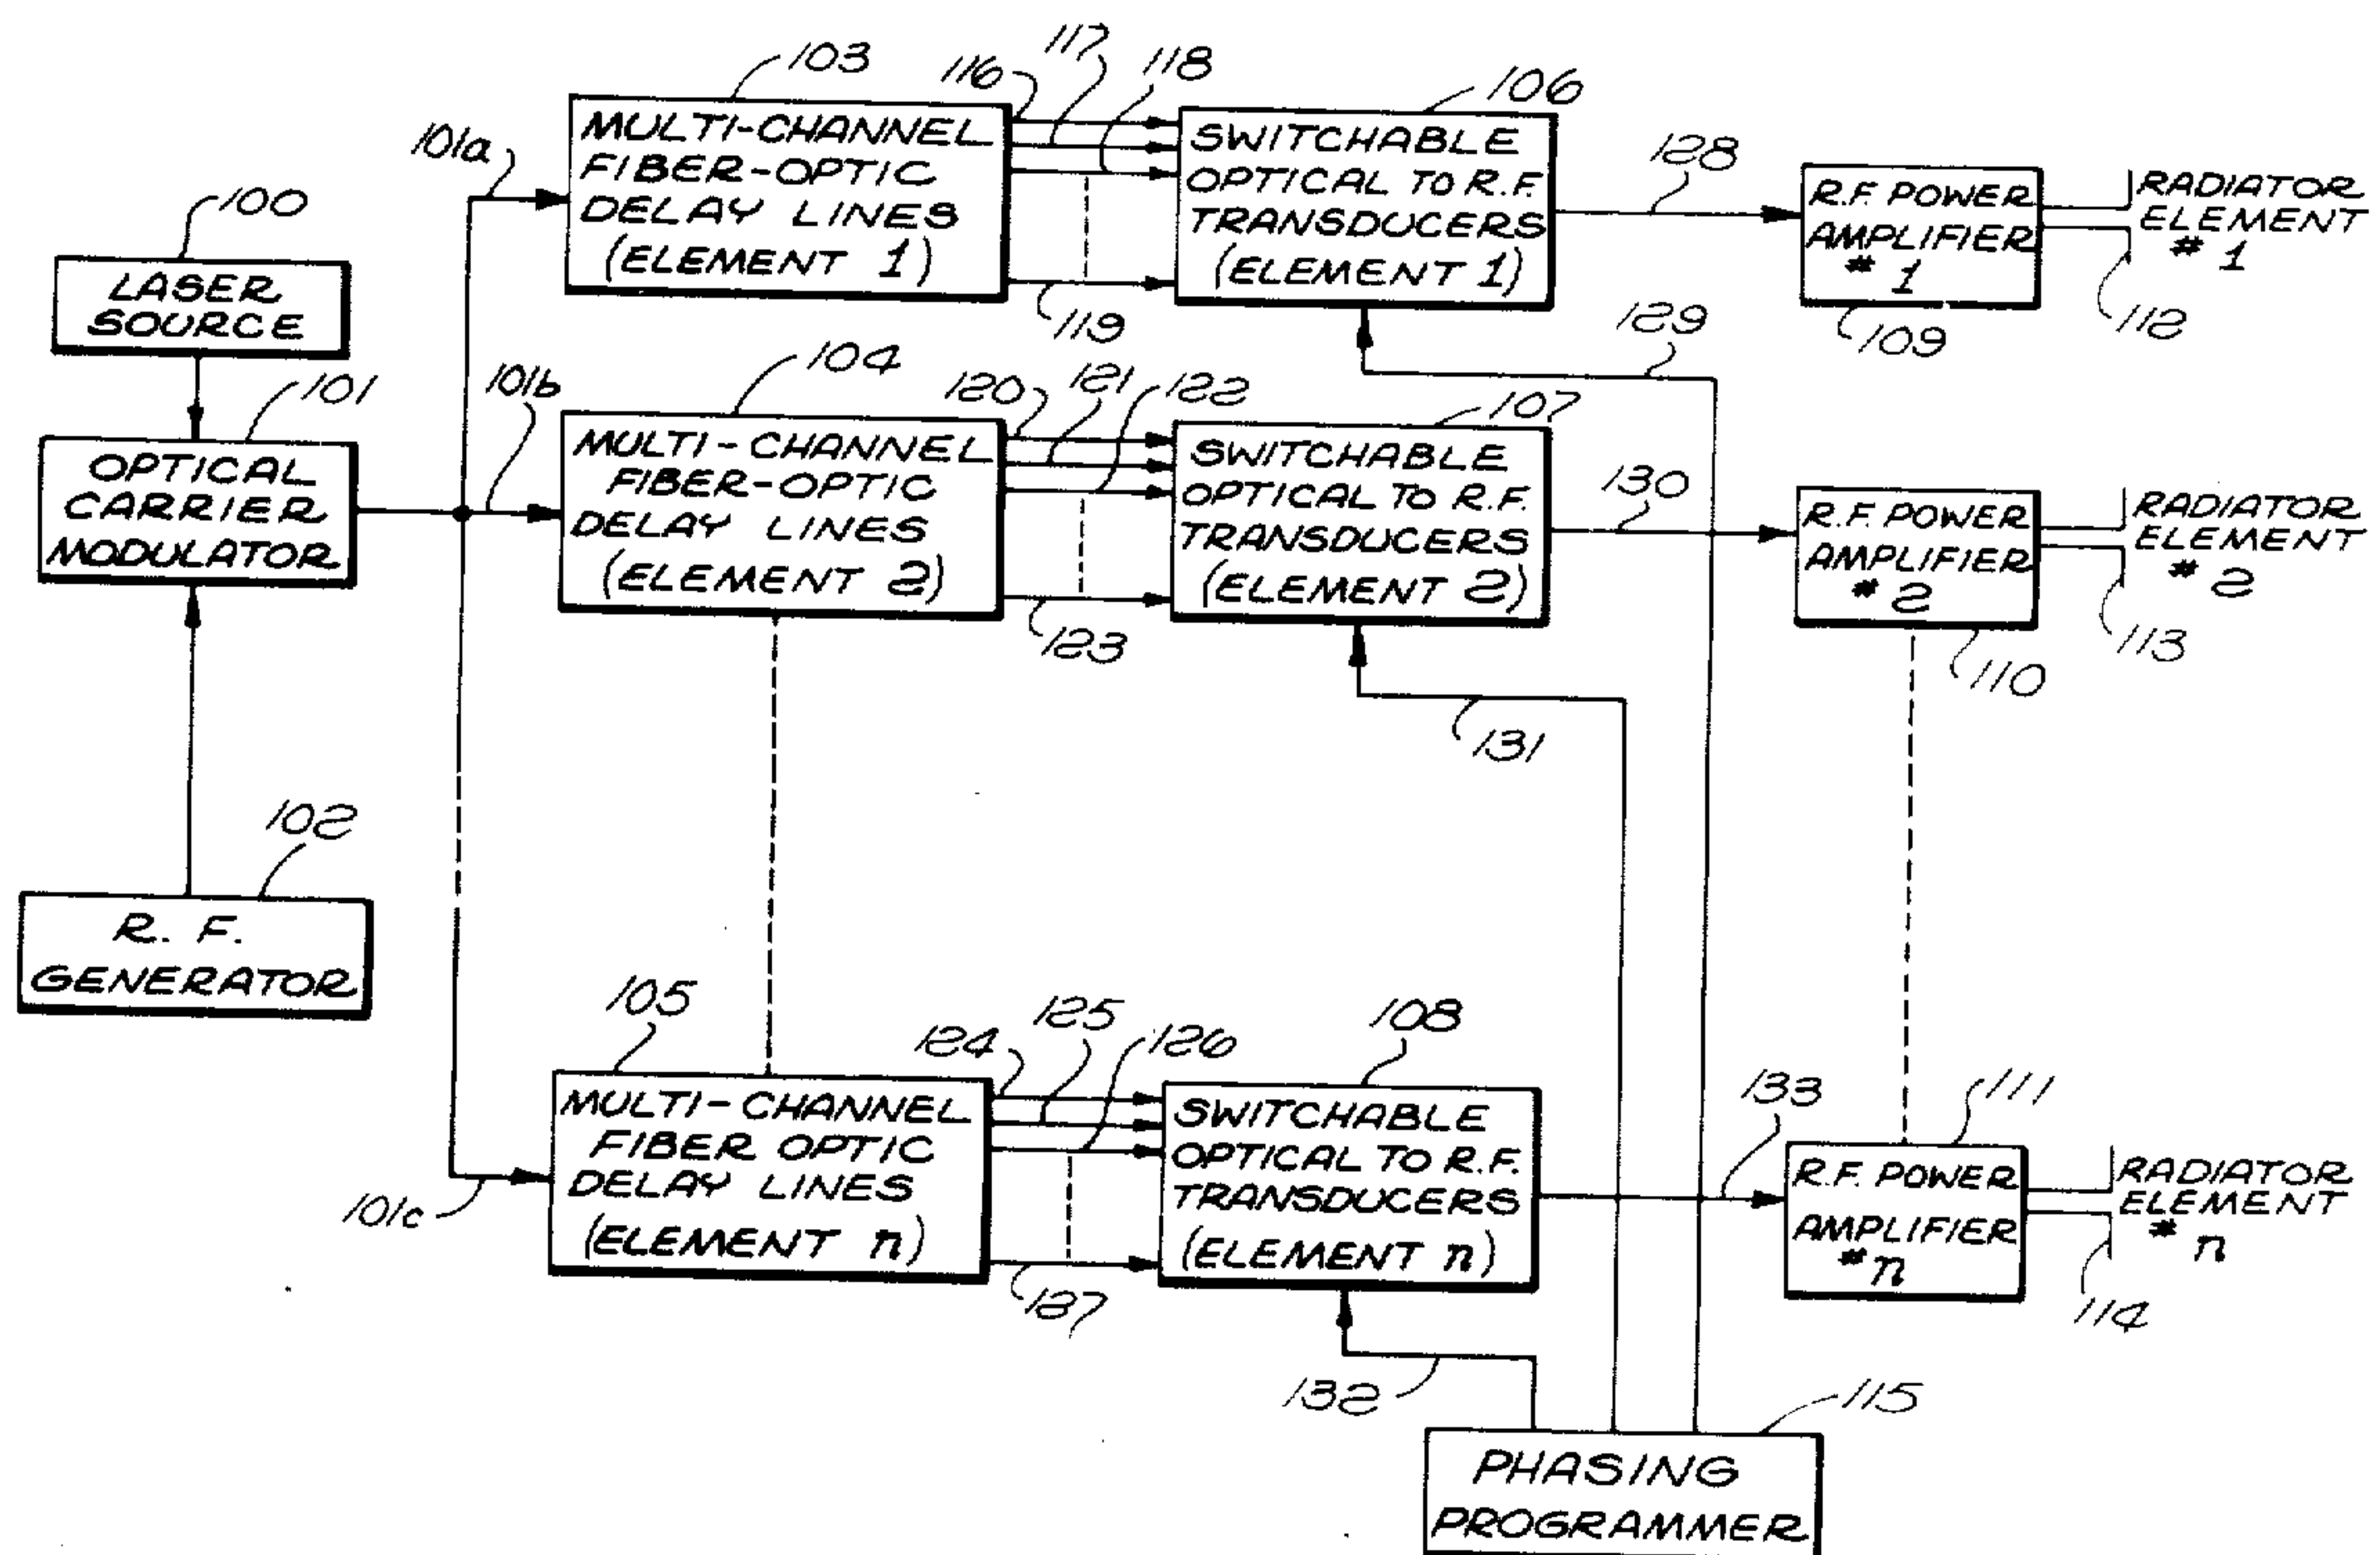 100
LASER
SOURCE
101
OPTICAL
CARRIER
MODULATOR
102
R. F.
GENERATOR
101a
101b
101c
103
MULTI-CHANNEL
FIBER-OPTIC
DELAY LINES
(ELEMENT 1)
116
117
118
119
106
SWITCHABLE
OPTICAL TO R.F.
TRANSDUCERS
(ELEMENT 1)
128
129
R.F. POWER
AMPLIFIER
# 1
109
RADIATOR
ELEMENT
# 1
112
104
MULTI-CHANNEL
FIBER-OPTIC
DELAY LINES
(ELEMENT 2)
120
121
122
123
107
SWITCHABLE
OPTICAL TO R.F.
TRANSDUCERS
(ELEMENT 2)
130
131
R.F. POWER
AMPLIFIER
# 2
110
RADIATOR
ELEMENT
# 2
113
105
MULTI-CHANNEL
FIBER OPTIC
DELAY LINES
(ELEMENT n)
124
125
126
127
108
SWITCHABLE
OPTICAL TO R.F.
TRANSDUCERS
(ELEMENT n)
133
132
111
R.F. POWER
AMPLIFIER
# n
RADIATOR
ELEMENT
# n
114
115
PHASING
PROGRAMMER